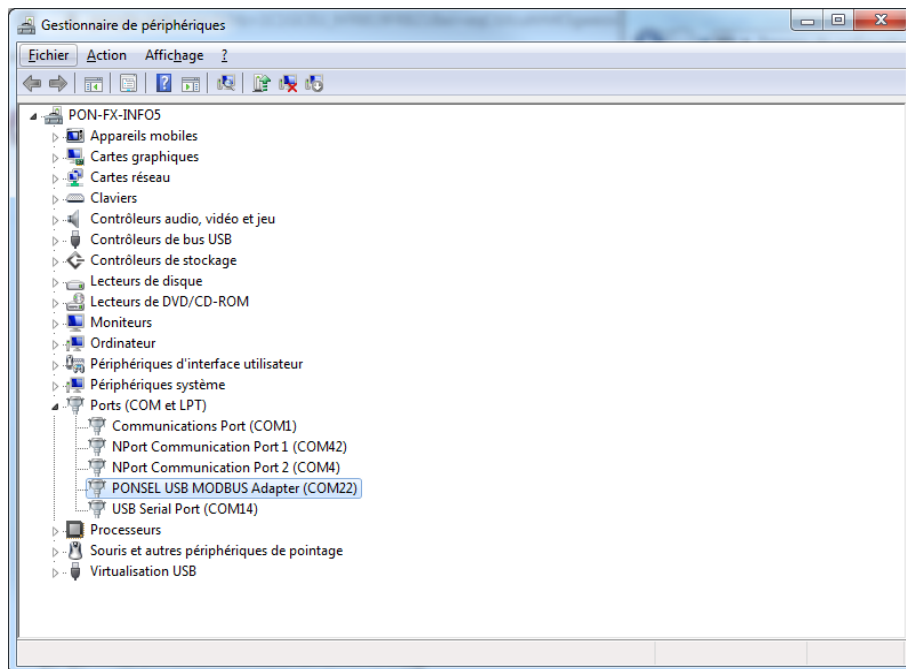 Gestionnaire de périphériques
Fichier Action Affichage ?
PON-FX-INFO5
Appareils mobiles
Cartes graphiques
Cartes réseau
Claviers
Contrôleurs audio, vidéo et jeu
Contrôleurs de bus USB
Contrôleurs de stockage
Lecteurs de disque
Lecteurs de DVD/CD-ROM
Moniteurs
Ordinateur
Périphériques d'interface utilisateur
Périphériques système
Ports (COM et LPT)
Communications Port (COM1)
NPort Communication Port 1 (COM42)
NPort Communication Port 2 (COM4)
PONSEL USB MODBUS Adapter (COM22)
USB Serial Port (COM14)
Processeurs
Souris et autres périphériques de pointage
Virtualisation USB